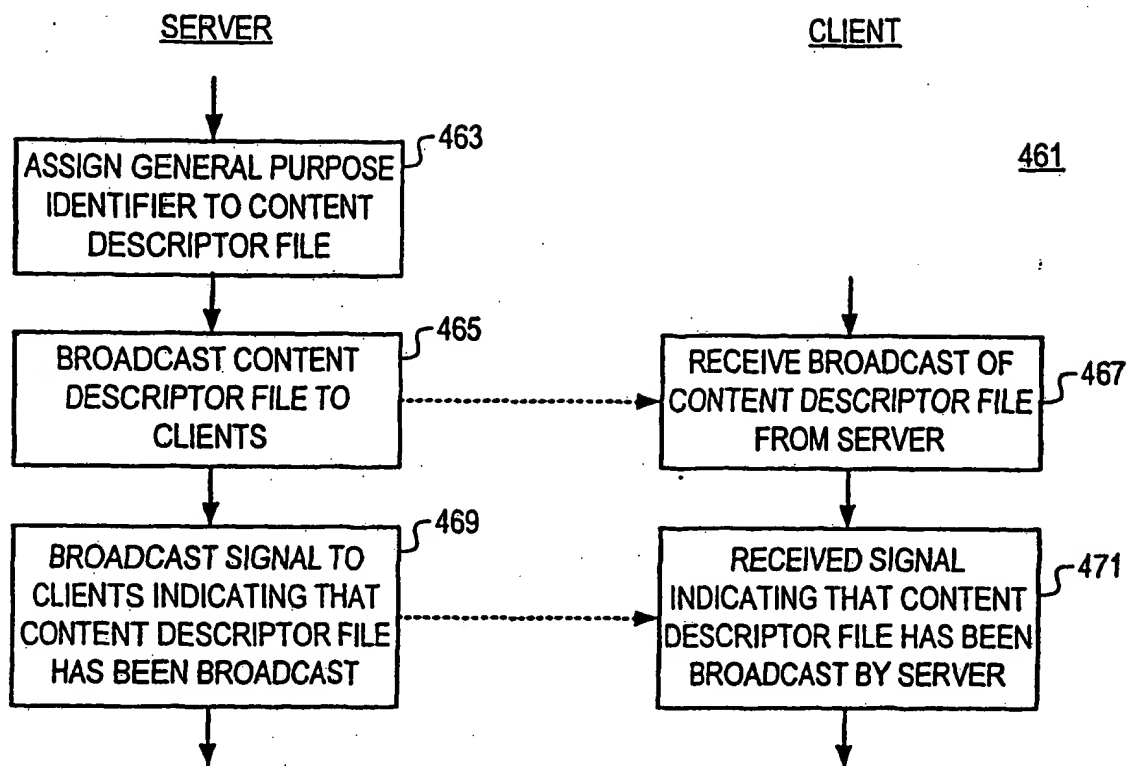 SERVER
CLIENT
463
ASSIGN GENERAL PURPOSE
IDENTIFIER TO CONTENT
DESCRIPTOR FILE
461
465
BROADCAST CONTENT
DESCRIPTOR FILE TO
CLIENTS
RECEIVE BROADCAST OF
CONTENT DESCRIPTOR FILE
FROM SERVER
467
469
BROADCAST SIGNAL TO
CLIENTS INDICATING THAT
CONTENT DESCRIPTOR FILE
HAS BEEN BROADCAST
RECEIVED SIGNAL
INDICATING THAT CONTENT
DESCRIPTOR FILE HAS BEEN
BROADCAST BY SERVER
471